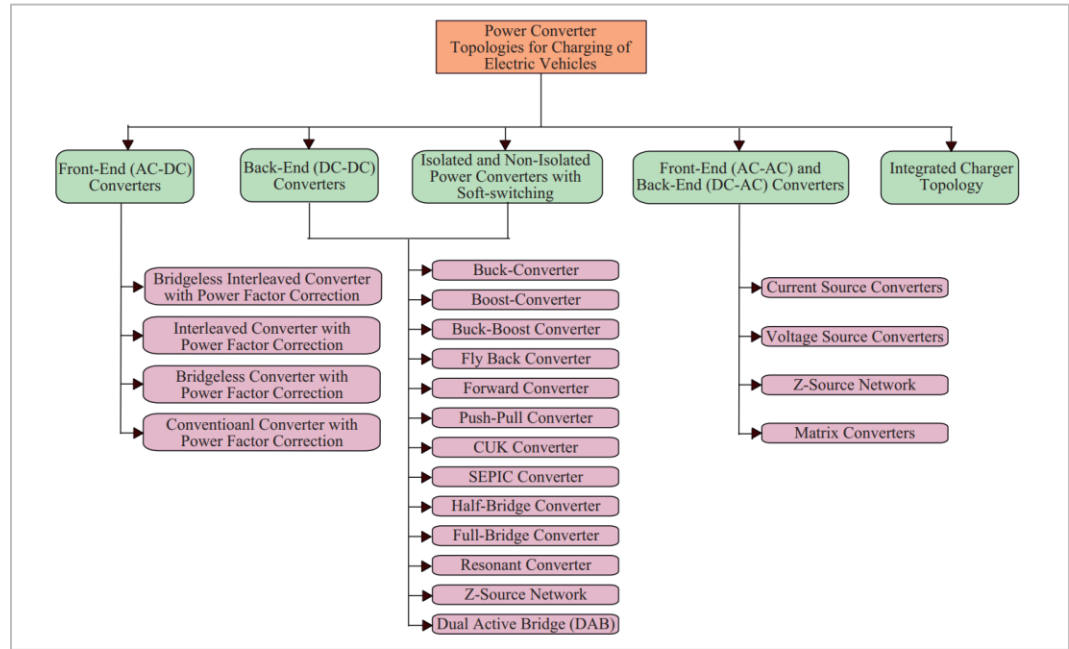 Power Converter
Topologies for Charging of
Electric Vehicles
Front-End (AC-DC)
Converters
Back-End (DC-DC)
Converters
Isolated and Non-Isolated
Power Converters with
Soft-switching
Front-End (AC-AC) and
Back-End (DC-AC) Converters
Integrated Charger
Topology
Bridgeless Interleaved Converter
with Power Factor Correction
Interleaved Converter with
Power Factor Correction
Bridgeless Converter with
Power Factor Correction
Conventioanl Converter with
Power Factor Correction
Buck-Converter
Boost-Converter
Buck-Boost Converter
Fly Back Converter
Forward Converter
Push-Pull Converter
CUK Converter
SEPIC Converter
Half-Bridge Converter
Full-Bridge Converter
Resonant Converter
Z-Source Network
Dual Active Bridge (DAB)
Current Source Converters
Voltage Source Converters
Z-Source Network
Matrix Converters